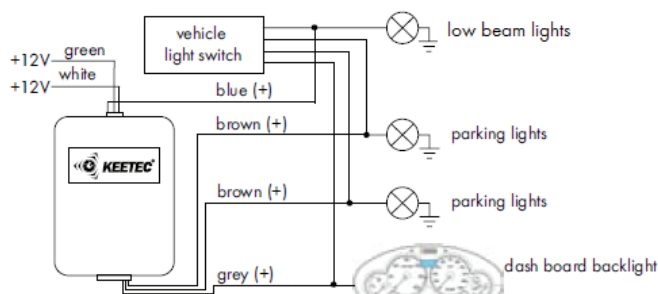 vehicle
light switch
low beam lights
green
+12V
white
+12V
blue (+)
brown (+)
parking lights
KEETEC®
brown (+)
parking lights
grey (+)
dash board backlight